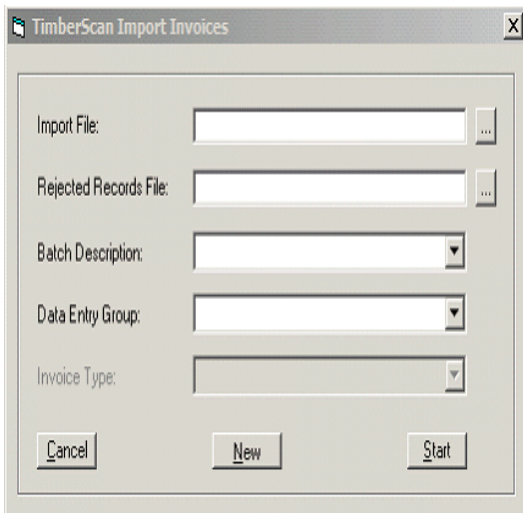 TimberScan Import Invoices
Import File:
...
Rejected Records File:
...
Batch Description:
Data Entry Group:
Invoice Type:
Cancel New Start